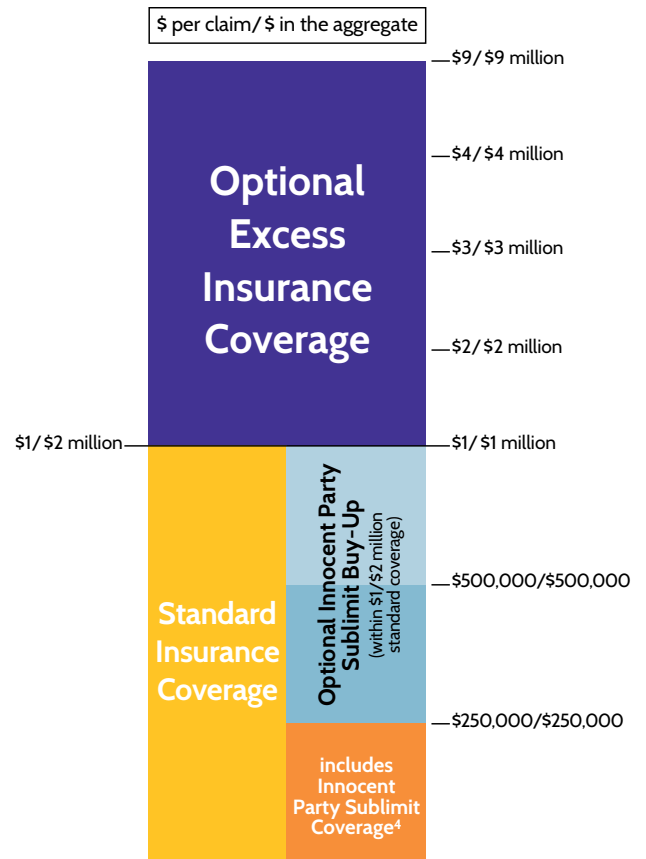 $ per claim/ $ in the aggregate
$9/ $9 million
$4/ $4 million
$3/ $3 million
$2/ $2 million
Optional
Excess
Insurance
Coverage
$1/ $2 million
$1/ $1 million
$500,000/$500,000
$250,000/$250,000
Standard
Insurance
Coverage
Optional Innocent Party
Sublimit Buy-Up
(within $1/$2 million
standard coverage)
includes
Innocent
Party Sublimit
Coverage⁴